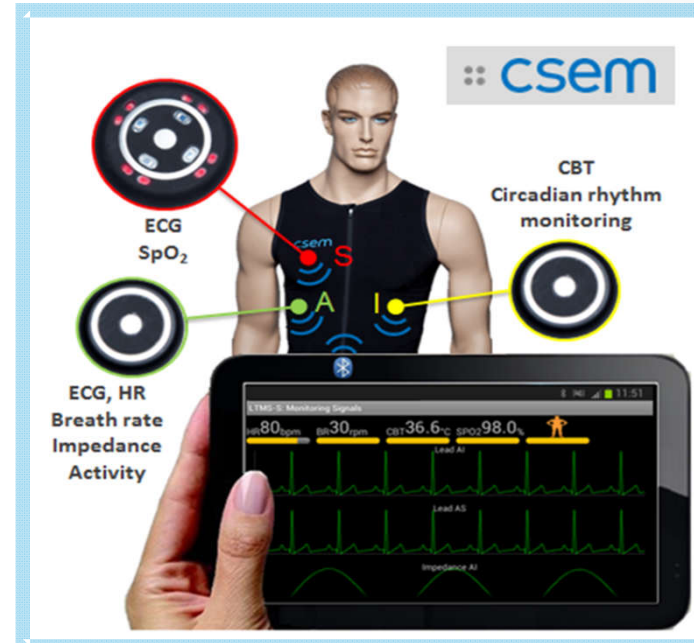 csem
CBT
Circadian rhythm
monitoring
ECG
SpO₂
csem
S
A
I
ECG, HR
Breath rate
Impedance
Activity
11:51
LTMS-S: Monitoring Signals
HR80bpm BR30rpm CBT36.6°C SPO298.0%
Lead AI
Lead AS
Impedance AI